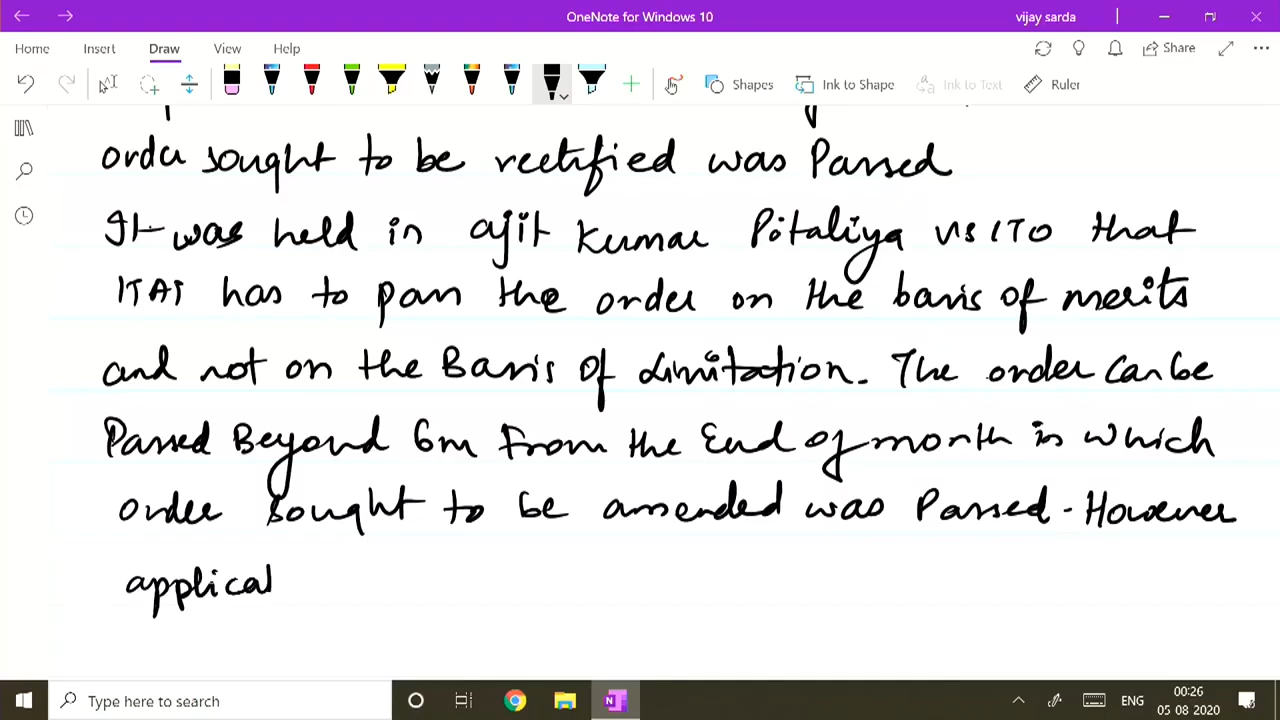 OneNote for Windows 10
vijay sarda
Home Insert Draw View Help
Share
Shapes Ink to Shape Ink to Text Ruler
order sought to be rectified was Passed
It was held in ajit kumar Pitaliya vs ITO that
ITAT has to pass the order on the basis of merits
and not on the Basis of Limitation. The order can be
Passed Beyond 6m From the End of month in which
order sought to be amended was Passed. However
applicat
Type here to search
ENG
00:26
05-08-2020